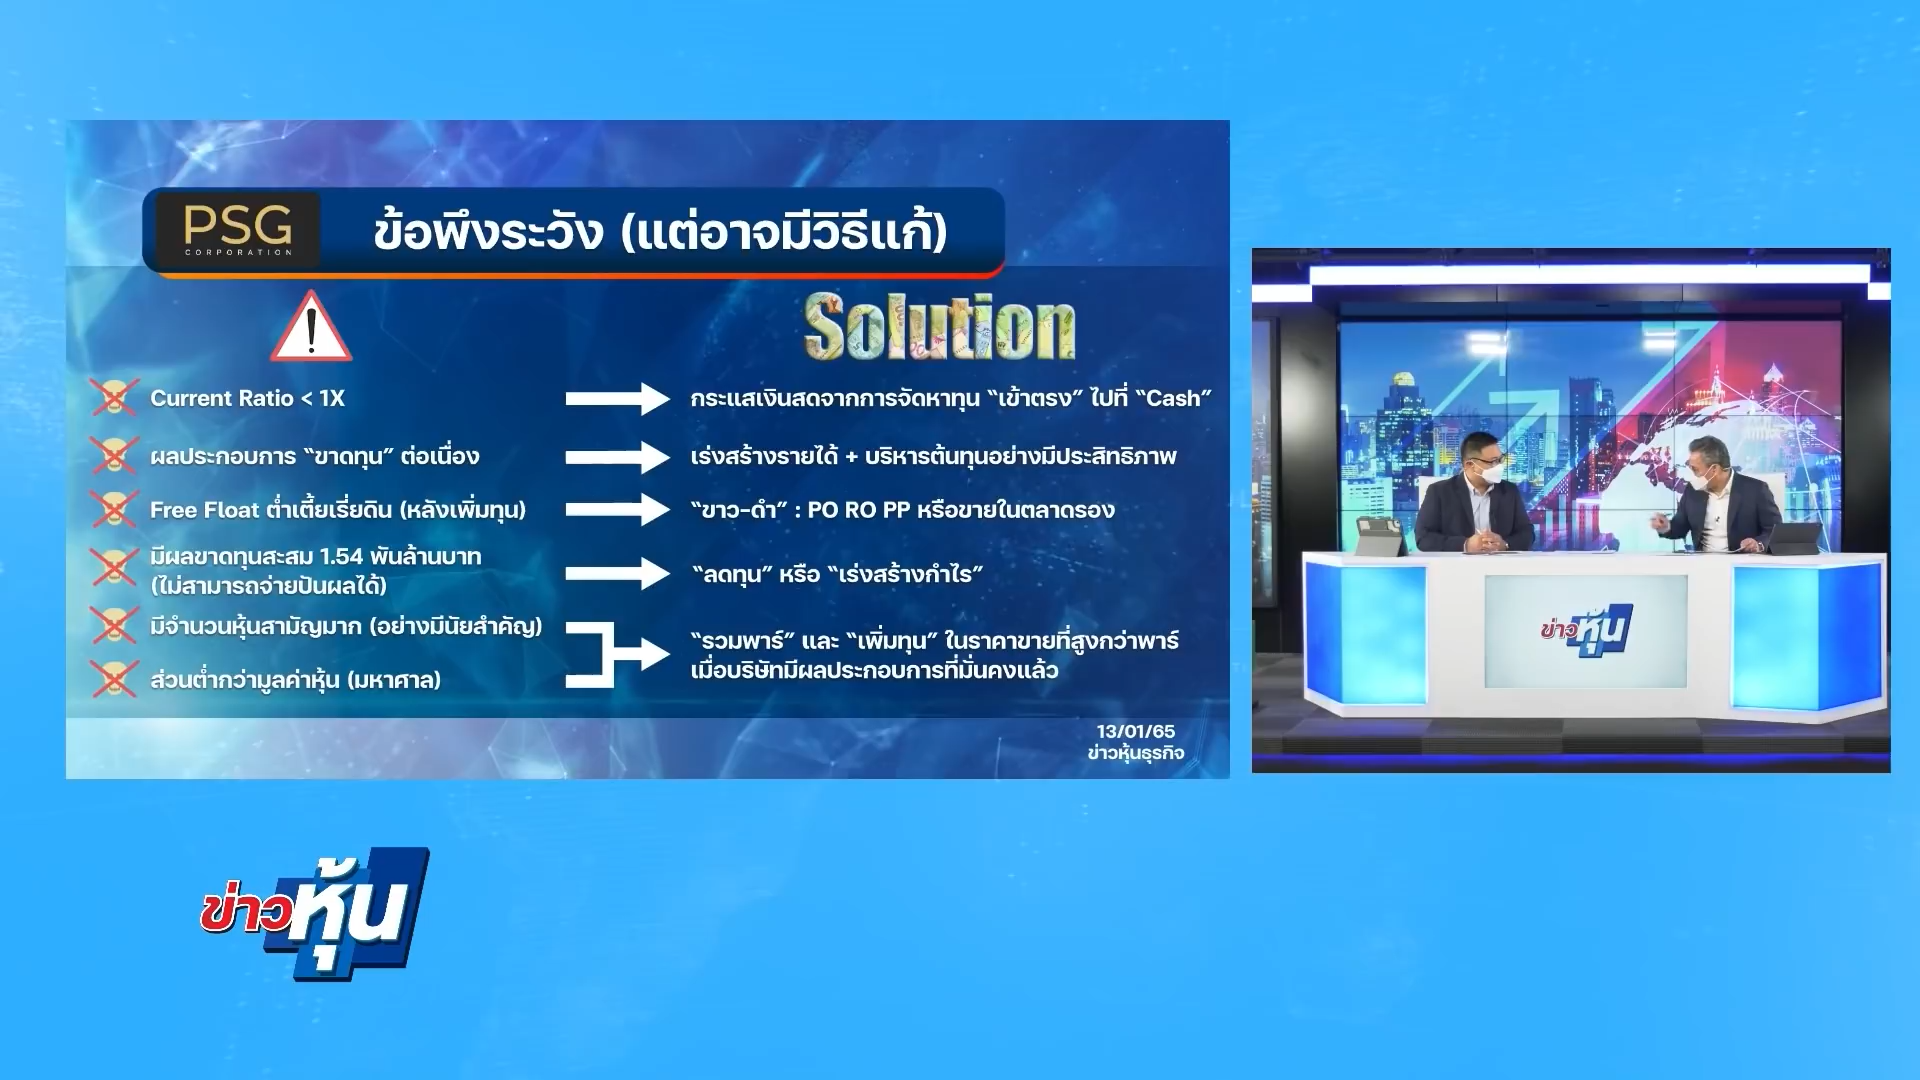 PSG
CORPORATION
ข้อพึงระวัง (แต่อาจมีวิธีแก้)
!
Solution
Current Ratio < 1X
กระแสเงินสดจากการจัดหาทุน “เข้าตรง” ไปที่ “Cash”
ผลประกอบการ “ขาดทุน” ต่อเนื่อง
เร่งสร้างรายได้ + บริหารต้นทุนอย่างมีประสิทธิภาพ
Free Float ต่ำเตี้ยเรี่ยดิน (หลังเพิ่มทุน)
“ขาว-ดำ” : PO RO PP หรือขายในตลาดรอง
มีผลขาดทุนสะสม 1.54 พันล้านบาท
(ไม่สามารถจ่ายปันผลได้)
“ลดทุน” หรือ “เร่งสร้างกำไร”
มีจำนวนหุ้นสามัญมาก (อย่างมีนัยสำคัญ)
ส่วนต่ำกว่ามูลค่าหุ้น (มหาศาล)
“รวมพาร์” และ “เพิ่มทุน” ในราคาขายที่สูงกว่าพาร์
เมื่อบริษัทมีผลประกอบการที่มั่นคงแล้ว
13/01/65
ข่าวหุ้นธุรกิจ
ข่าวหุ้น
ข่าวหุ้น